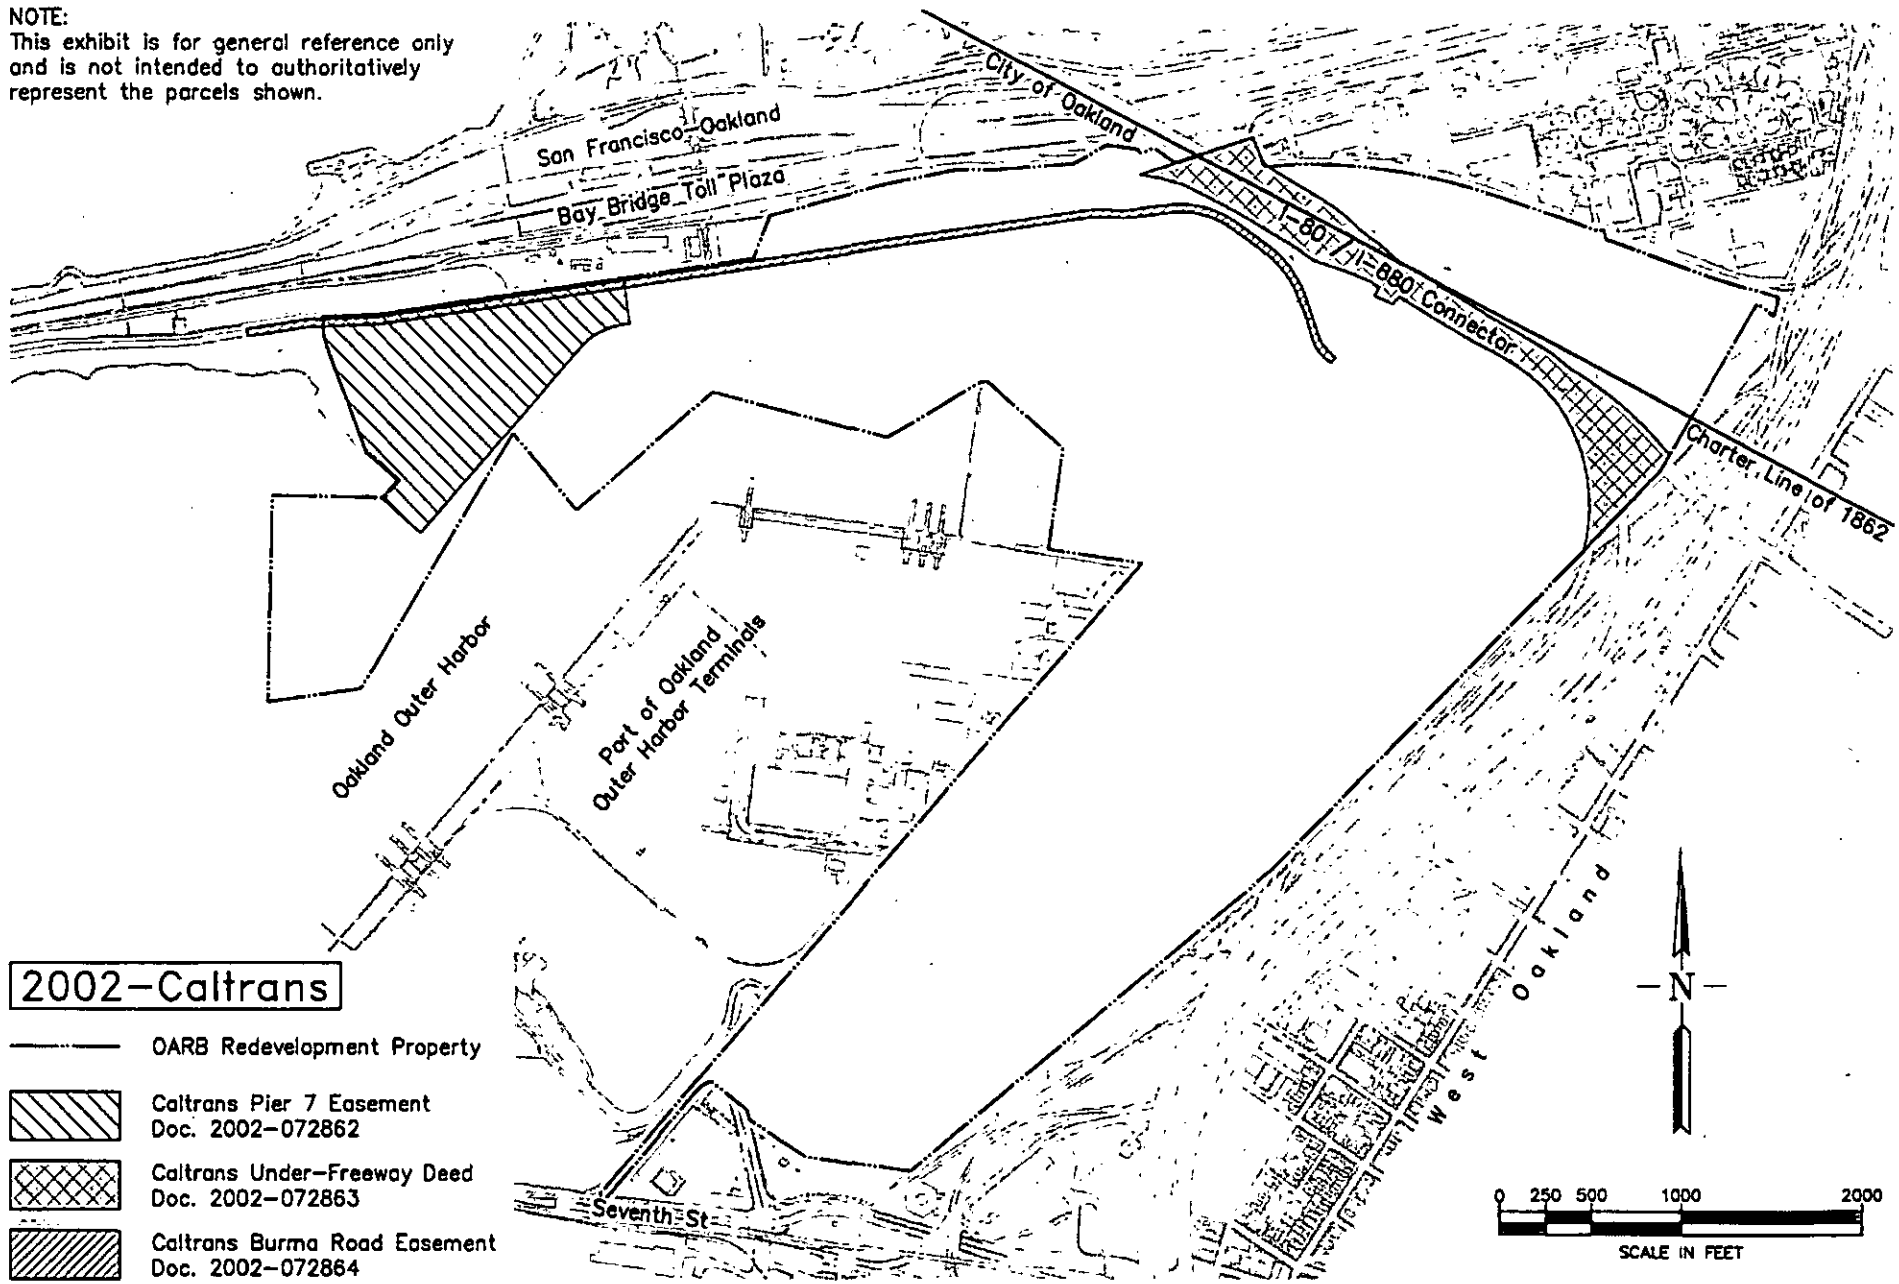 NOTE:
This exhibit is for general reference only
and is not intended to authoritatively
represent the parcels shown.
City of Oakland
San Francisco-Oakland
Bay Bridge Toll Plaza
I-80 / I-880 Connector
Charter Line of 1862
Oakland Outer Harbor
Port of Oakland
Outer Harbor Terminals
West Oakland
Seventh St
2002-Caltrans
OARB Redevelopment Property
Caltrans Pier 7 Easement
Doc. 2002-072862
Caltrans Under-Freeway Deed
Doc. 2002-072863
Caltrans Burma Road Easement
Doc. 2002-072864
N
0 250 500 1000 2000
SCALE IN FEET